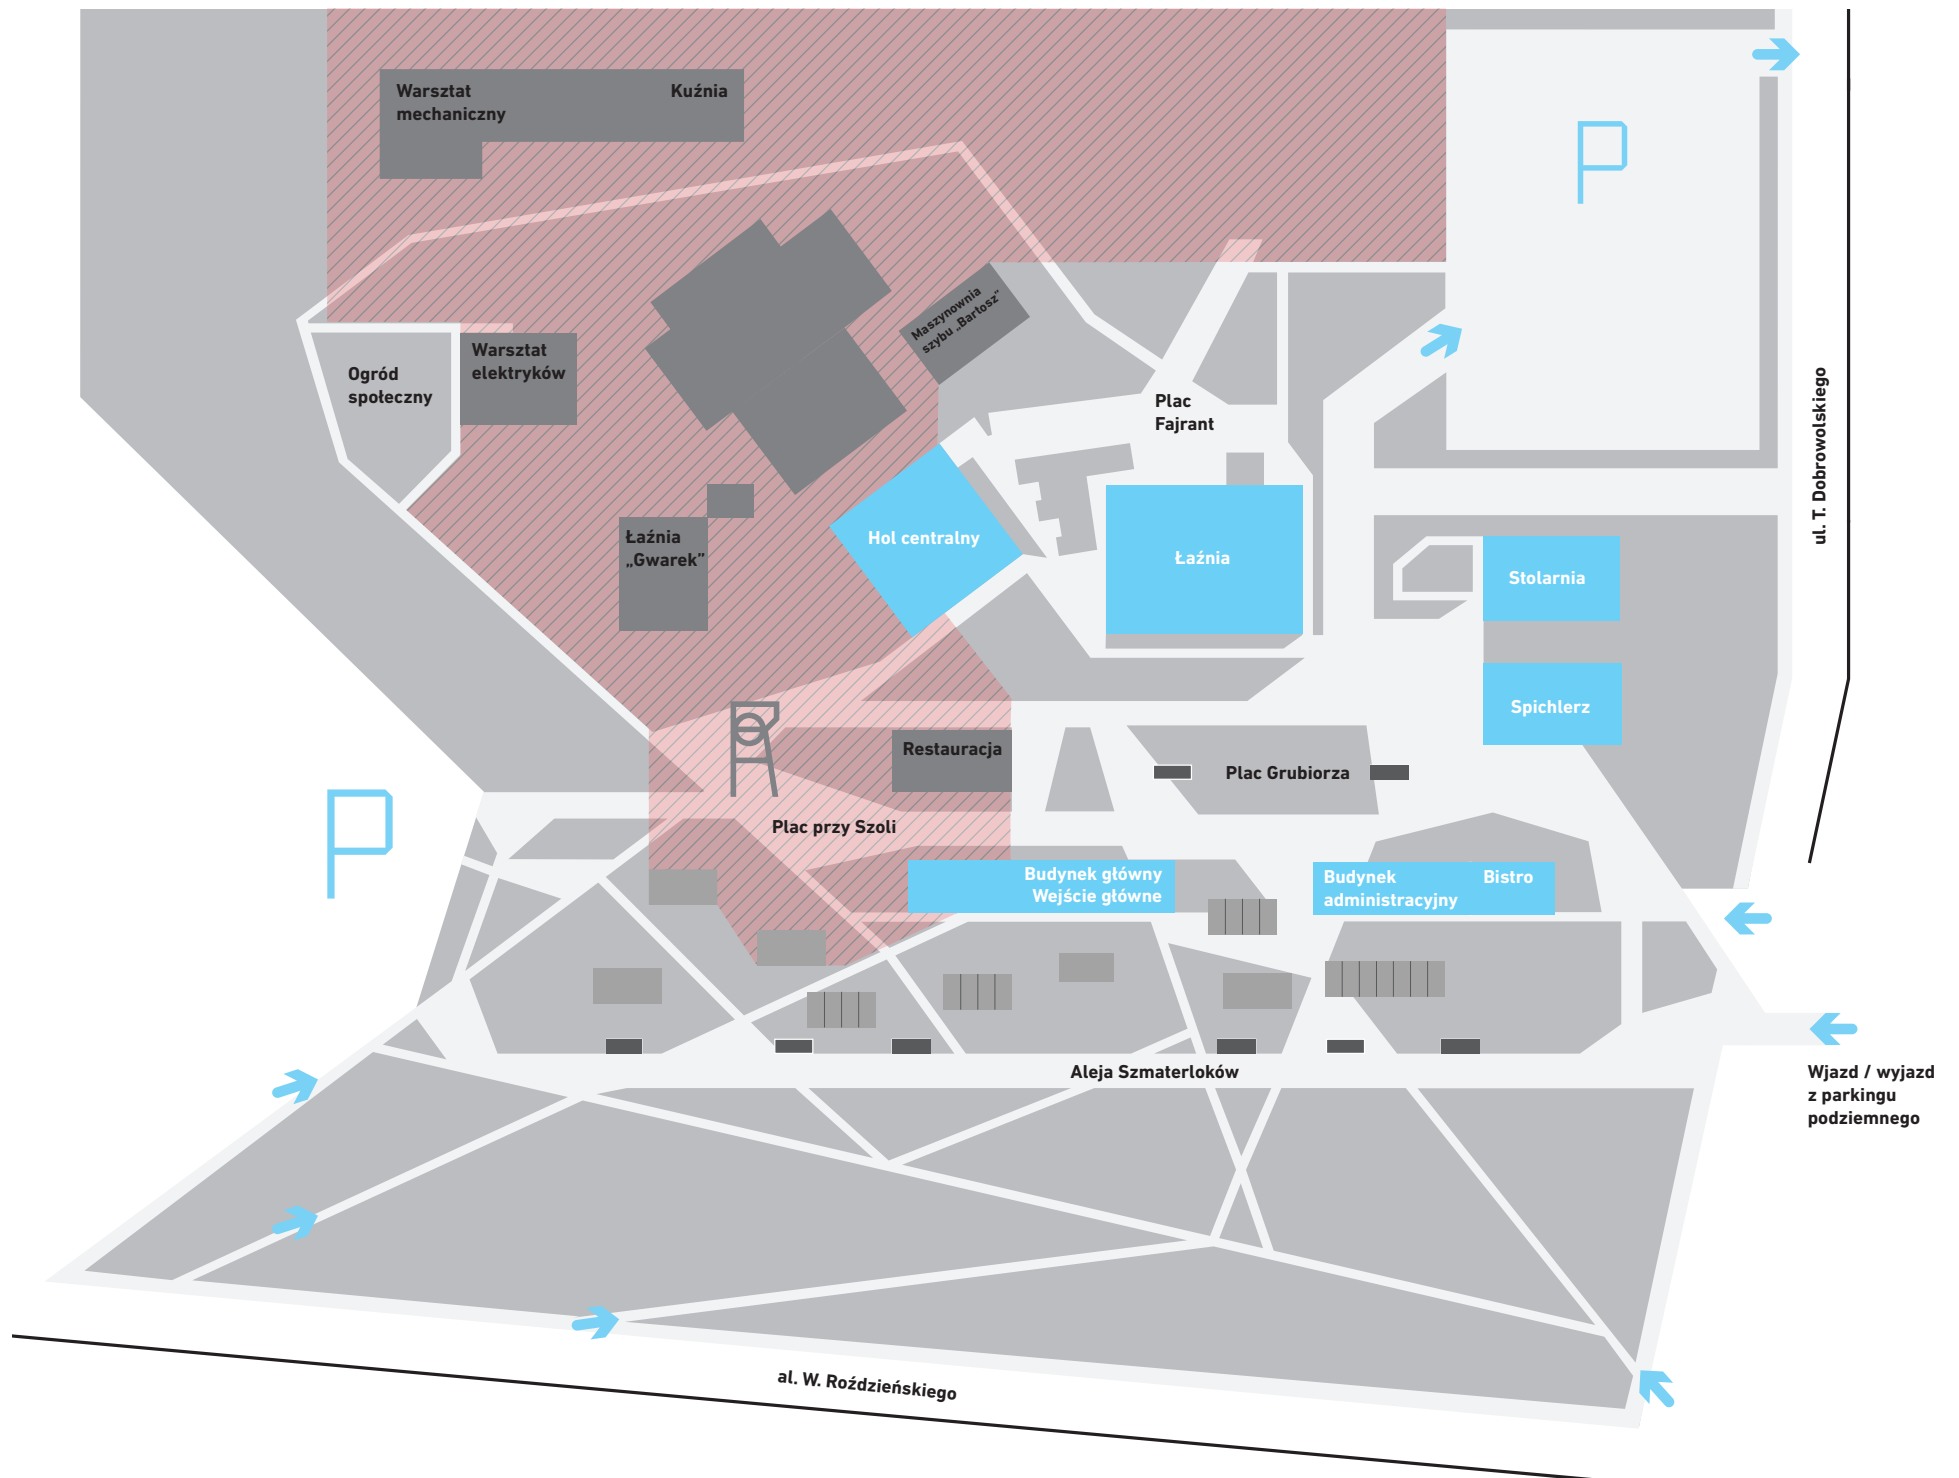 Warsztat
mechaniczny
Kuźnia
P
Maszynownia
szybu „Bartosz”
Warsztat
elektryków
Ogród
społeczny
Plac
Fajrant
ul. T. Dobrowolskiego
Hol centralny
Łaźnia
„Gwarek”
Łaźnia
Stolarnia
Spichlerz
Restauracja
Plac Grubiorza
P
Plac przy Szoli
Budynek główny
Wejście główne
Budynek
administracyjny
Bistro
Aleja Szmaterloków
Wjazd / wyjazd
z parkingu
podziemnego
al. W. Roździeńskiego